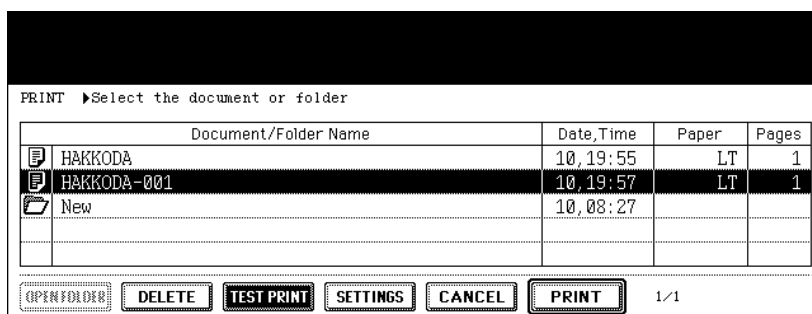 PRINT ▶Select the document or folder
Document/Folder Name Date,Time Paper Pages
HAKKODA 10,19:55 LT 1
HAKKODA-001 10,19:57 LT 1
New 10,08:27
OPEN FOLDER DELETE TEST PRINT SETTINGS CANCEL PRINT 1/1